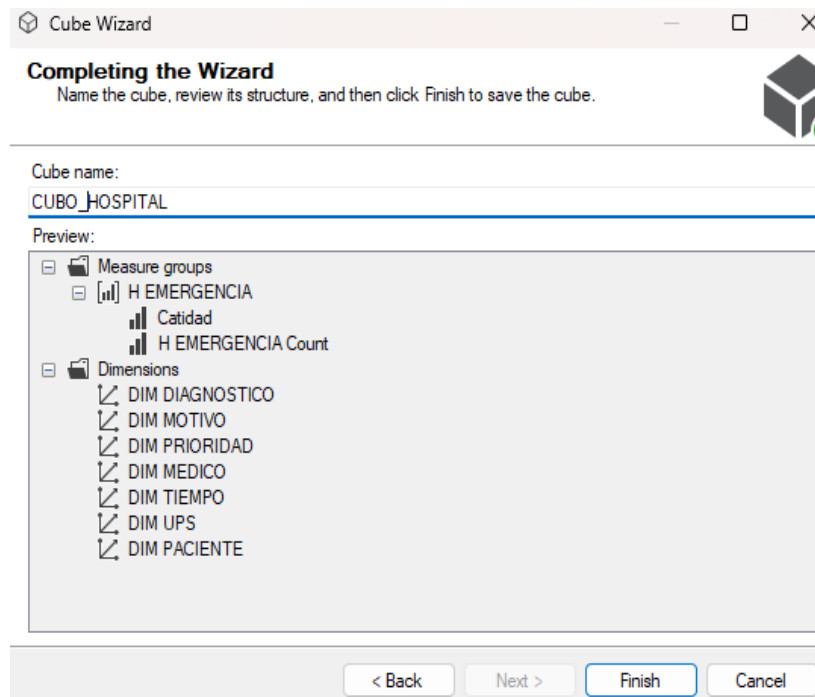 Cube Wizard
Completing the Wizard
Name the cube, review its structure, and then click Finish to save the cube.
Cube name:
CUBO_HOSPITAL
Preview:
Measure groups
H EMERGENCIA
Catidad
H EMERGENCIA Count
Dimensions
DIM DIAGNOSTICO
DIM MOTIVO
DIM PRIORIDAD
DIM MEDICO
DIM TIEMPO
DIM UPS
DIM PACIENTE
< Back Next > Finish Cancel